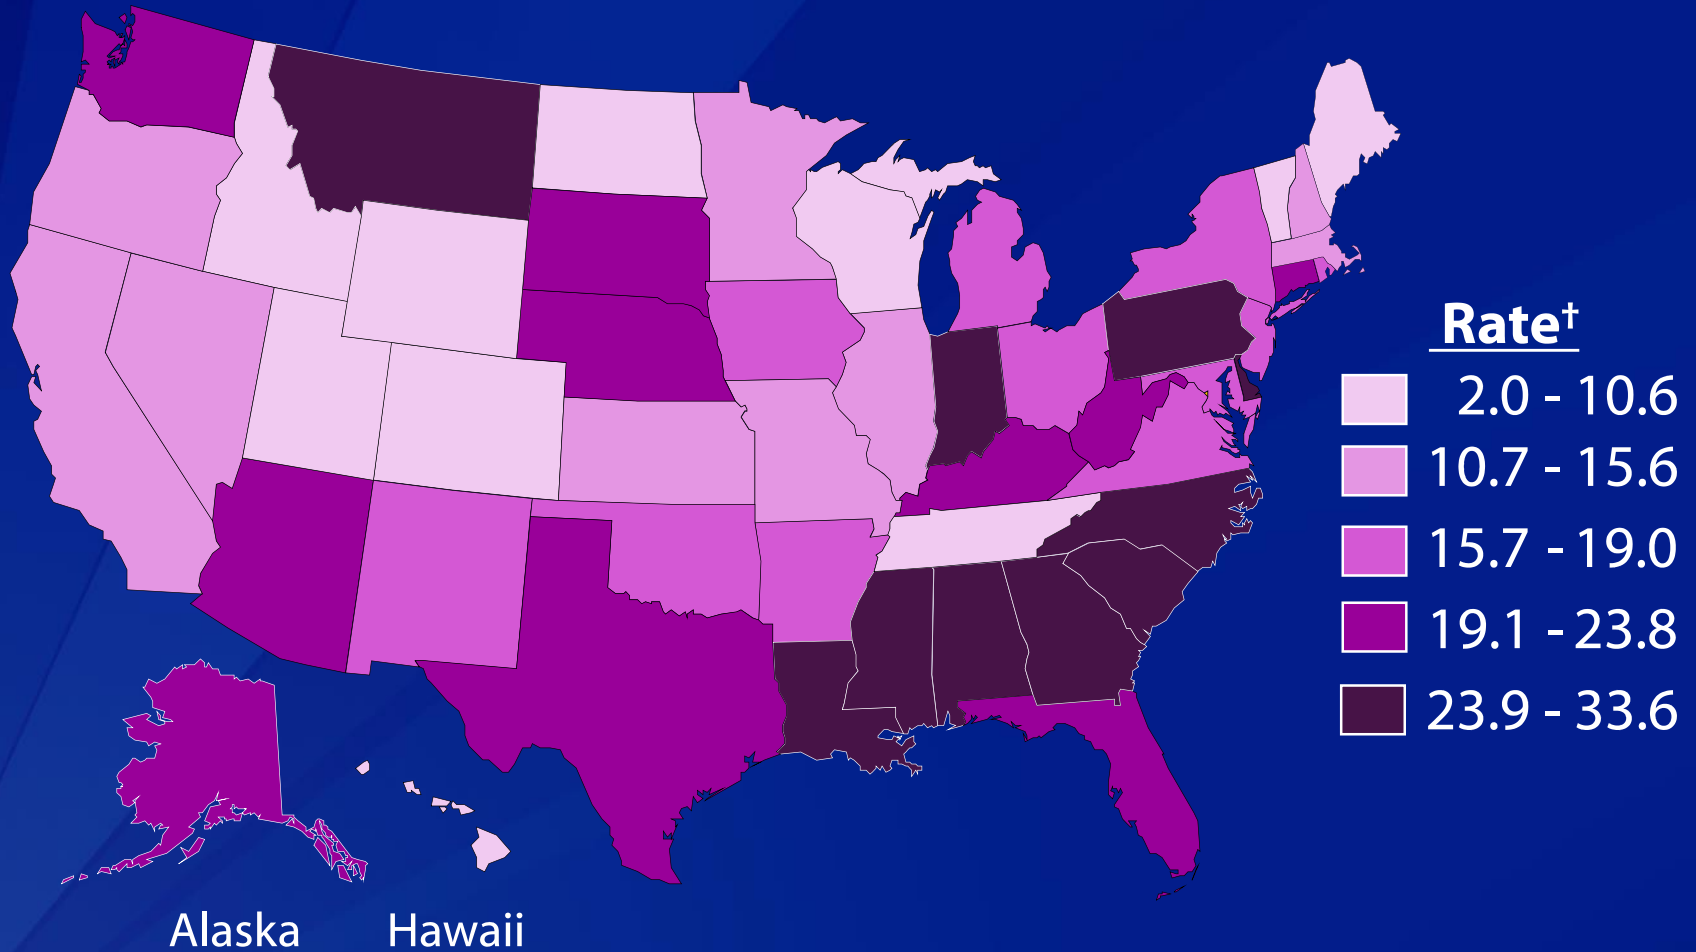 Rate†
2.0 - 10.6
10.7 - 15.6
15.7 - 19.0
19.1 - 23.8
23.9 - 33.6
Alaska Hawaii